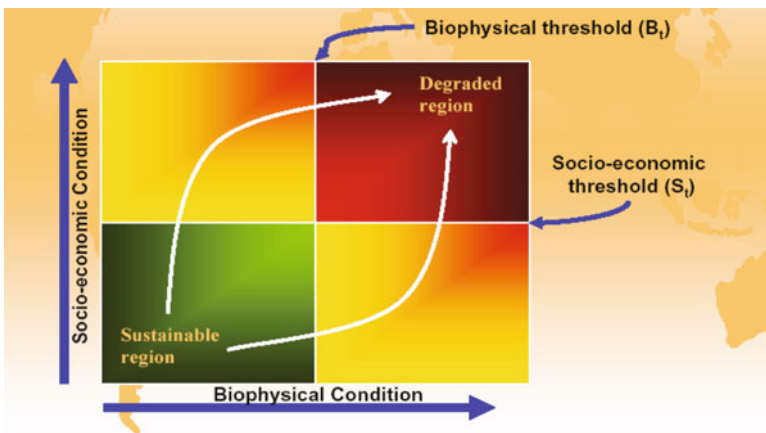 Biophysical threshold (Bt)
Degraded
region
Socio-economic
threshold (St)
Socio-economic Condition
Sustainable
region
Biophysical Condition